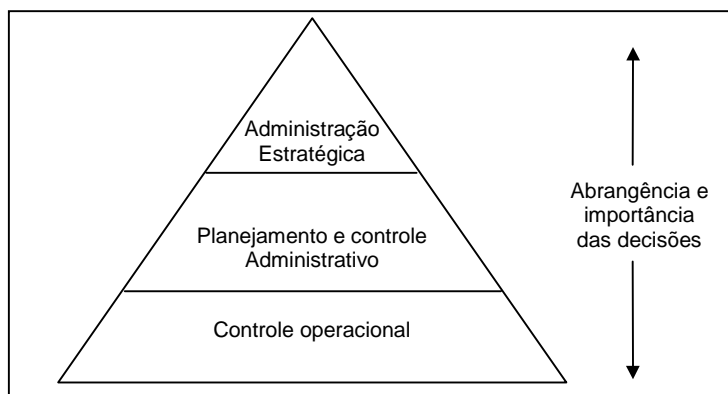 Administração
Estratégica
Planejamento e controle
Administrativo
Controle operacional
Abrangência e
importância
das decisões